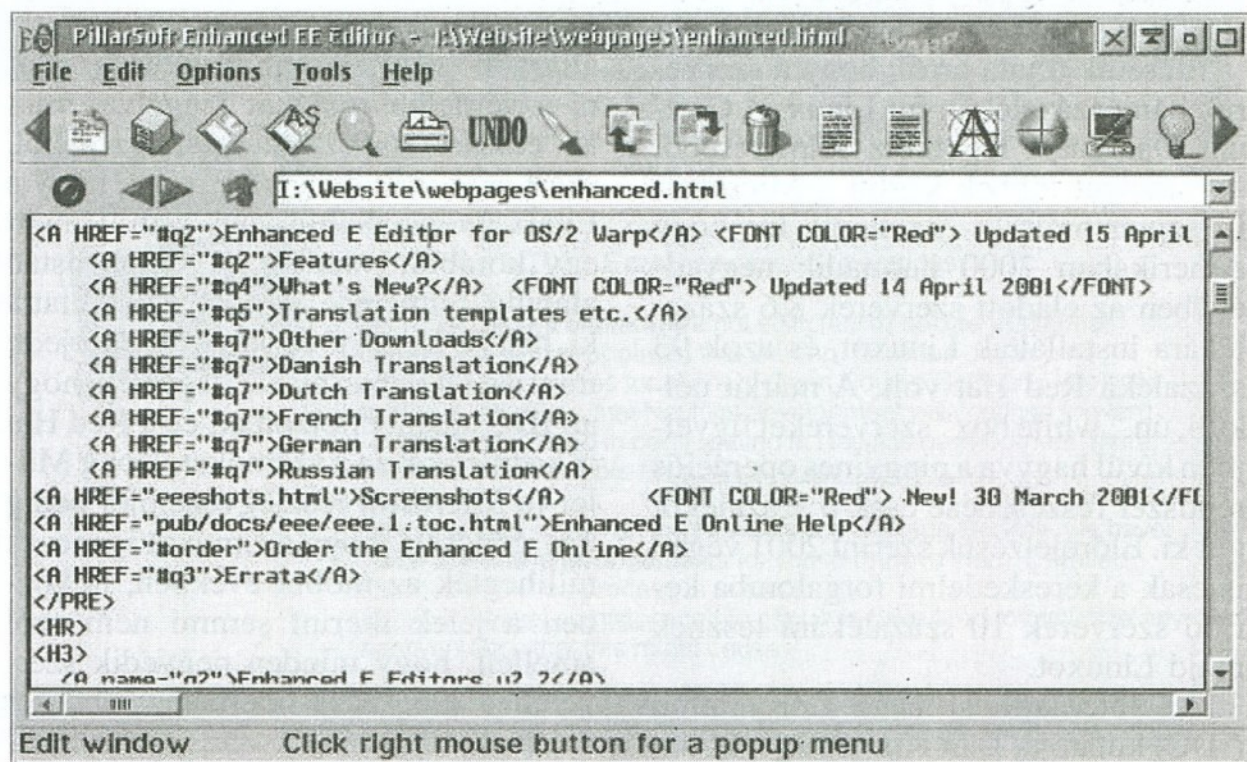 PillarSoft Enhanced EE Editor - I:\Website\webpages\enhanced.html
File Edit Options Tools Help
AS UNDO
I:\Website\webpages\enhanced.html
<A HREF="#q2">Enhanced E Editor for OS/2 Warp</A> <FONT COLOR="Red"> Updated 15 April
<A HREF="#q2">Features</A>
<A HREF="#q4">What's New?</A> <FONT COLOR="Red"> Updated 14 April 2001</FONT>
<A HREF="#q5">Translation templates etc.</A>
<A HREF="#q7">Other Downloads</A>
<A HREF="#q7">Danish Translation</A>
<A HREF="#q7">Dutch Translation</A>
<A HREF="#q7">French Translation</A>
<A HREF="#q7">German Translation</A>
<A HREF="#q7">Russian Translation</A>
<A HREF="eeeshots.html">Screenshots</A> <FONT COLOR="Red"> New! 30 March 2001</FO
<A HREF="pub/docs/eee/eee.1.toc.html">Enhanced E Online Help</A>
<A HREF="#order">Order the Enhanced E Online</A>
<A HREF="#q3">Errata</A>
</PRE>
<HR>
<H3>
<A name="q2">Enhanced E Editors v2.2</A>
Edit window Click right mouse button for a popup menu